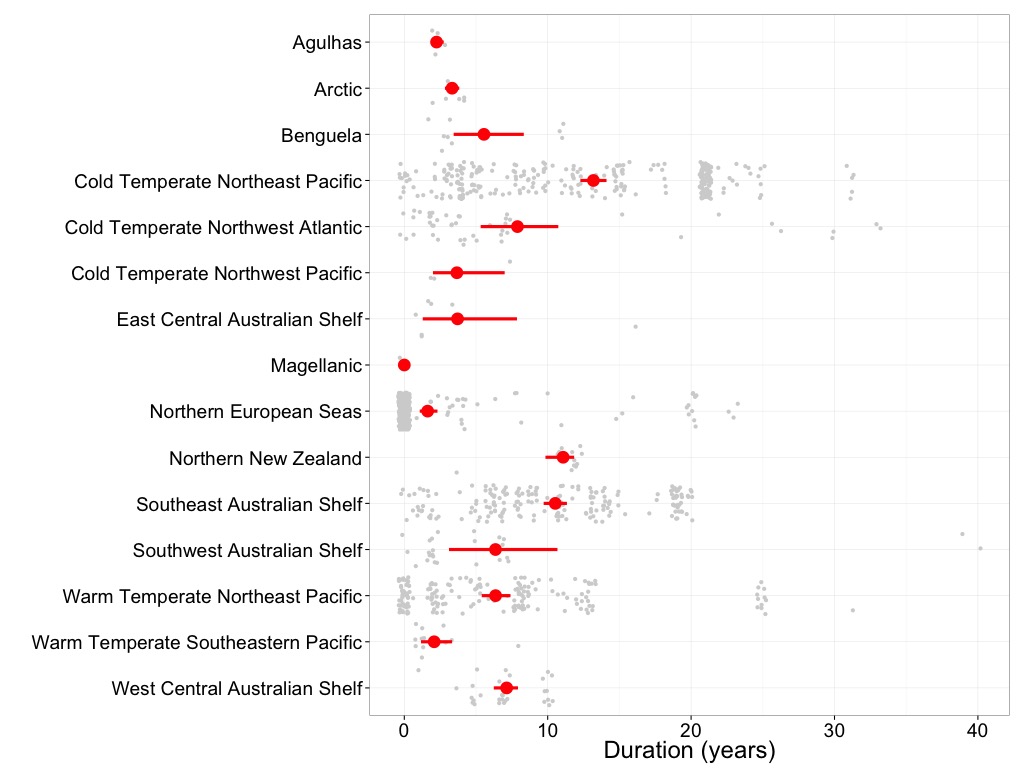 Agulhas
Arctic
Benguela
Cold Temperate Northeast Pacific
Cold Temperate Northwest Atlantic
Cold Temperate Northwest Pacific
East Central Australian Shelf
Magellanic
Northern European Seas
Northern New Zealand
Southeast Australian Shelf
Southwest Australian Shelf
Warm Temperate Northeast Pacific
Warm Temperate Southeastern Pacific
West Central Australian Shelf
0 10 20 30 40
Duration (years)